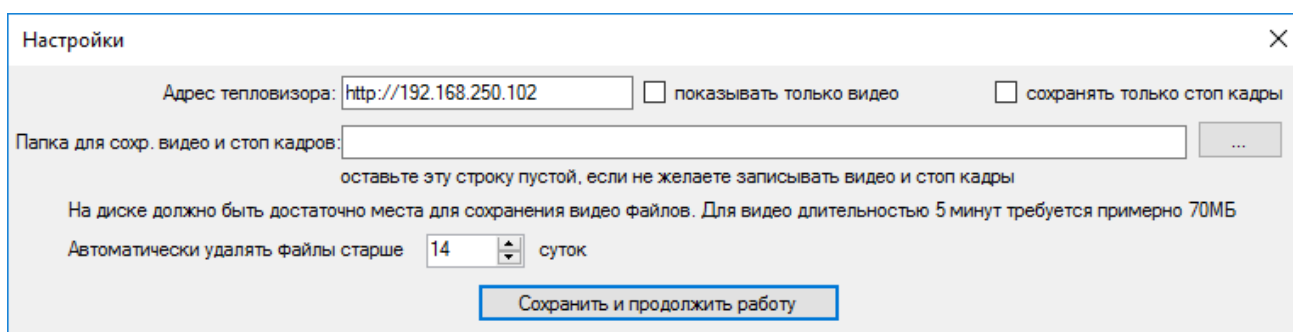 Настройки
Адрес тепловизора: http://192.168.250.102 показывать только видео сохранять только стоп кадры
Папка для сохр. видео и стоп кадров: ...
оставьте эту строку пустой, если не желаете записывать видео и стоп кадры
На диске должно быть достаточно места для сохранения видео файлов. Для видео длительностью 5 минут требуется примерно 70МБ
Автоматически удалять файлы старше 14 суток
Сохранить и продолжить работу